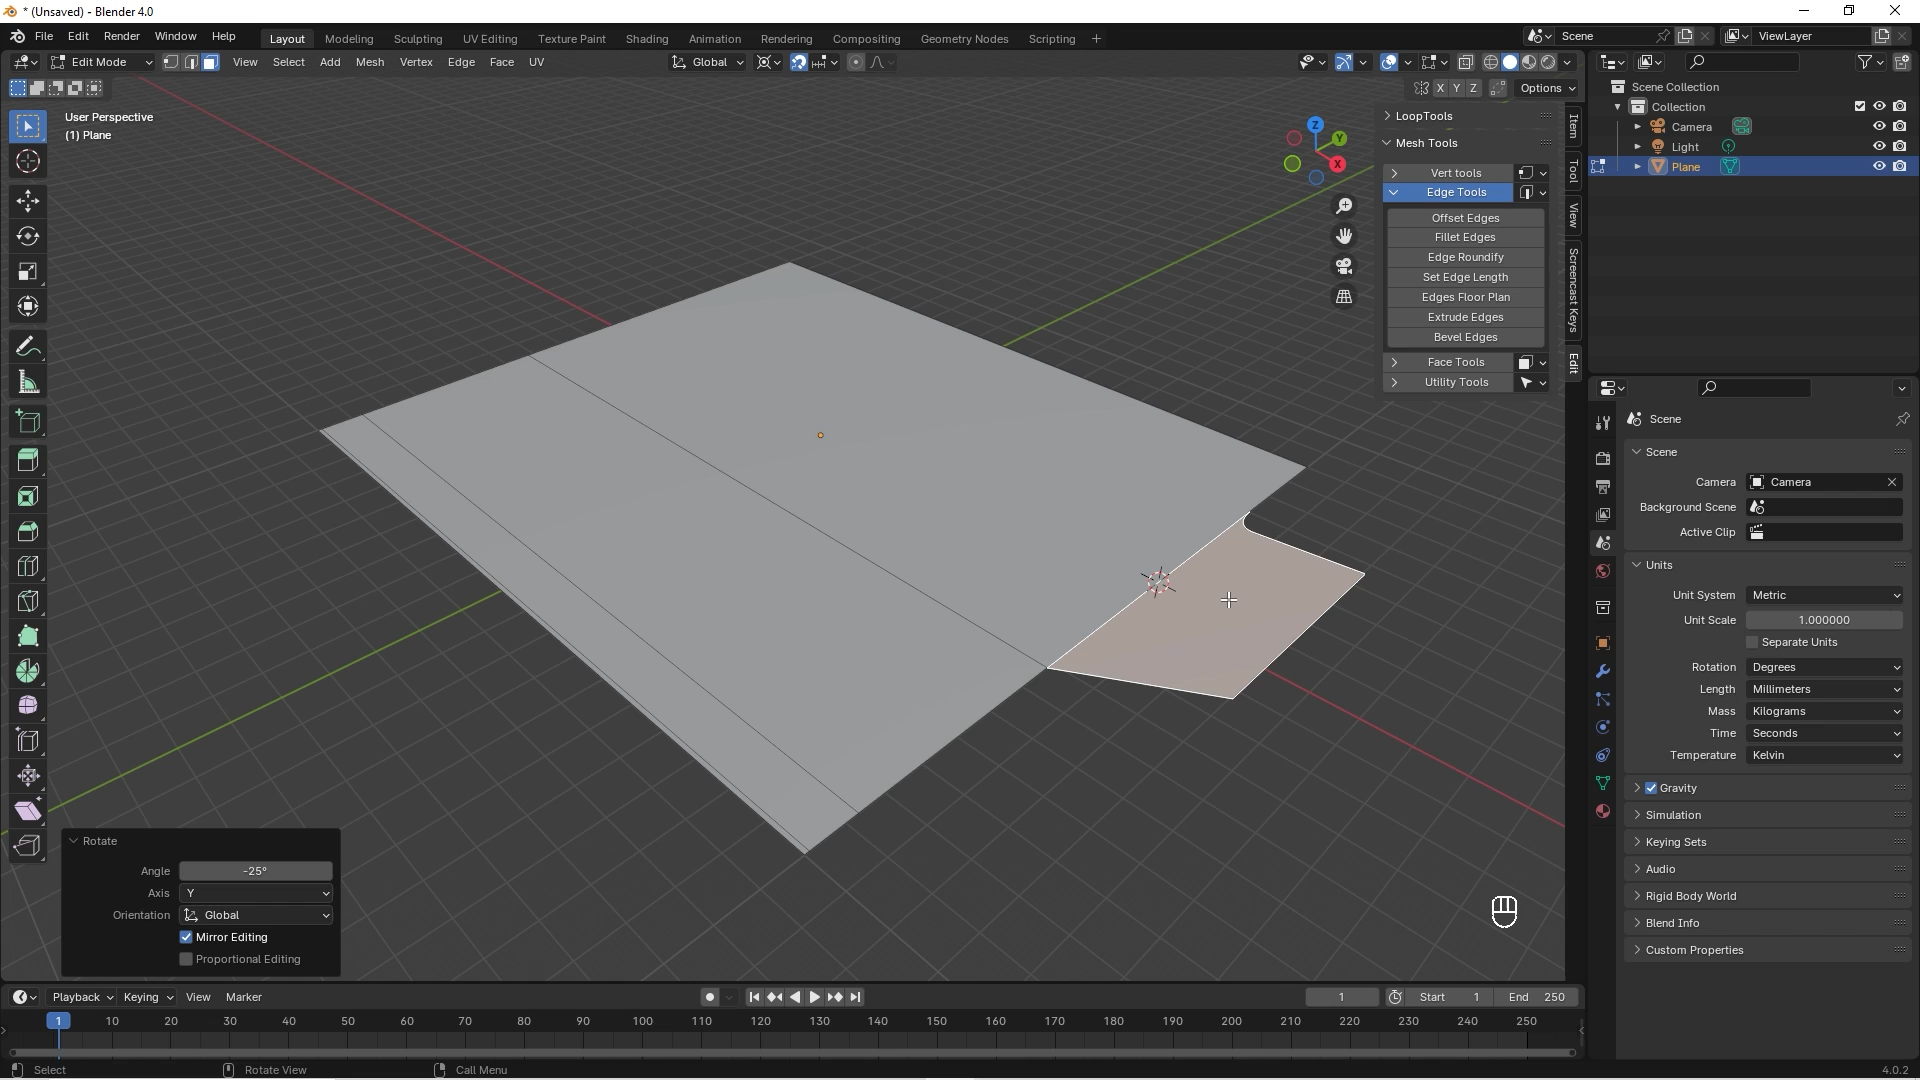 * (Unsaved) - Blender 4.0
File Edit Render Window Help
Layout Modeling Sculpting UV Editing Texture Paint Shading Animation Rendering Compositing Geometry Nodes Scripting +
Scene
ViewLayer
Edit Mode View Select Add Mesh Vertex Edge Face UV
Global
X Y Z Options
User Perspective
(1) Plane
Z
Y
X
LoopTools
Mesh Tools
Vert tools
Edge Tools
Offset Edges
Fillet Edges
Edge Roundify
Set Edge Length
Edges Floor Plan
Extrude Edges
Bevel Edges
Face Tools
Utility Tools
Item
Tool
View
Screencast Keys
Edit
Scene Collection
Collection
Camera
Light
Plane
Scene
Scene
Camera Camera
Background Scene
Active Clip
Units
Unit System Metric
Unit Scale 1.000000
Separate Units
Rotation Degrees
Length Millimeters
Mass Kilograms
Time Seconds
Temperature Kelvin
Gravity
Simulation
Keying Sets
Audio
Rigid Body World
Blend Info
Custom Properties
Rotate
Angle -25°
Axis Y
Orientation Global
Mirror Editing
Proportional Editing
Playback Keying View Marker
1 Start 1 End 250
1 10 20 30 40 50 60 70 80 90 100 110 120 130 140 150 160 170 180 190 200 210 220 230 240 250
Select Rotate View Call Menu 4.0.2